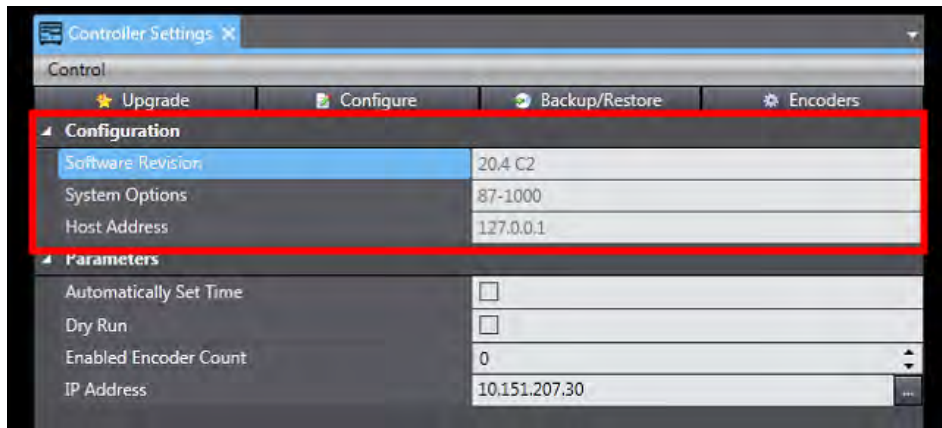 Controller Settings
Control
Upgrade Configure Backup/Restore Encoders
Configuration
Software Revision 20.4 C2
System Options 87-1000
Host Address 127.0.0.1
Parameters
Automatically Set Time
Dry Run
Enabled Encoder Count 0
IP Address 10.151.207.30 ...